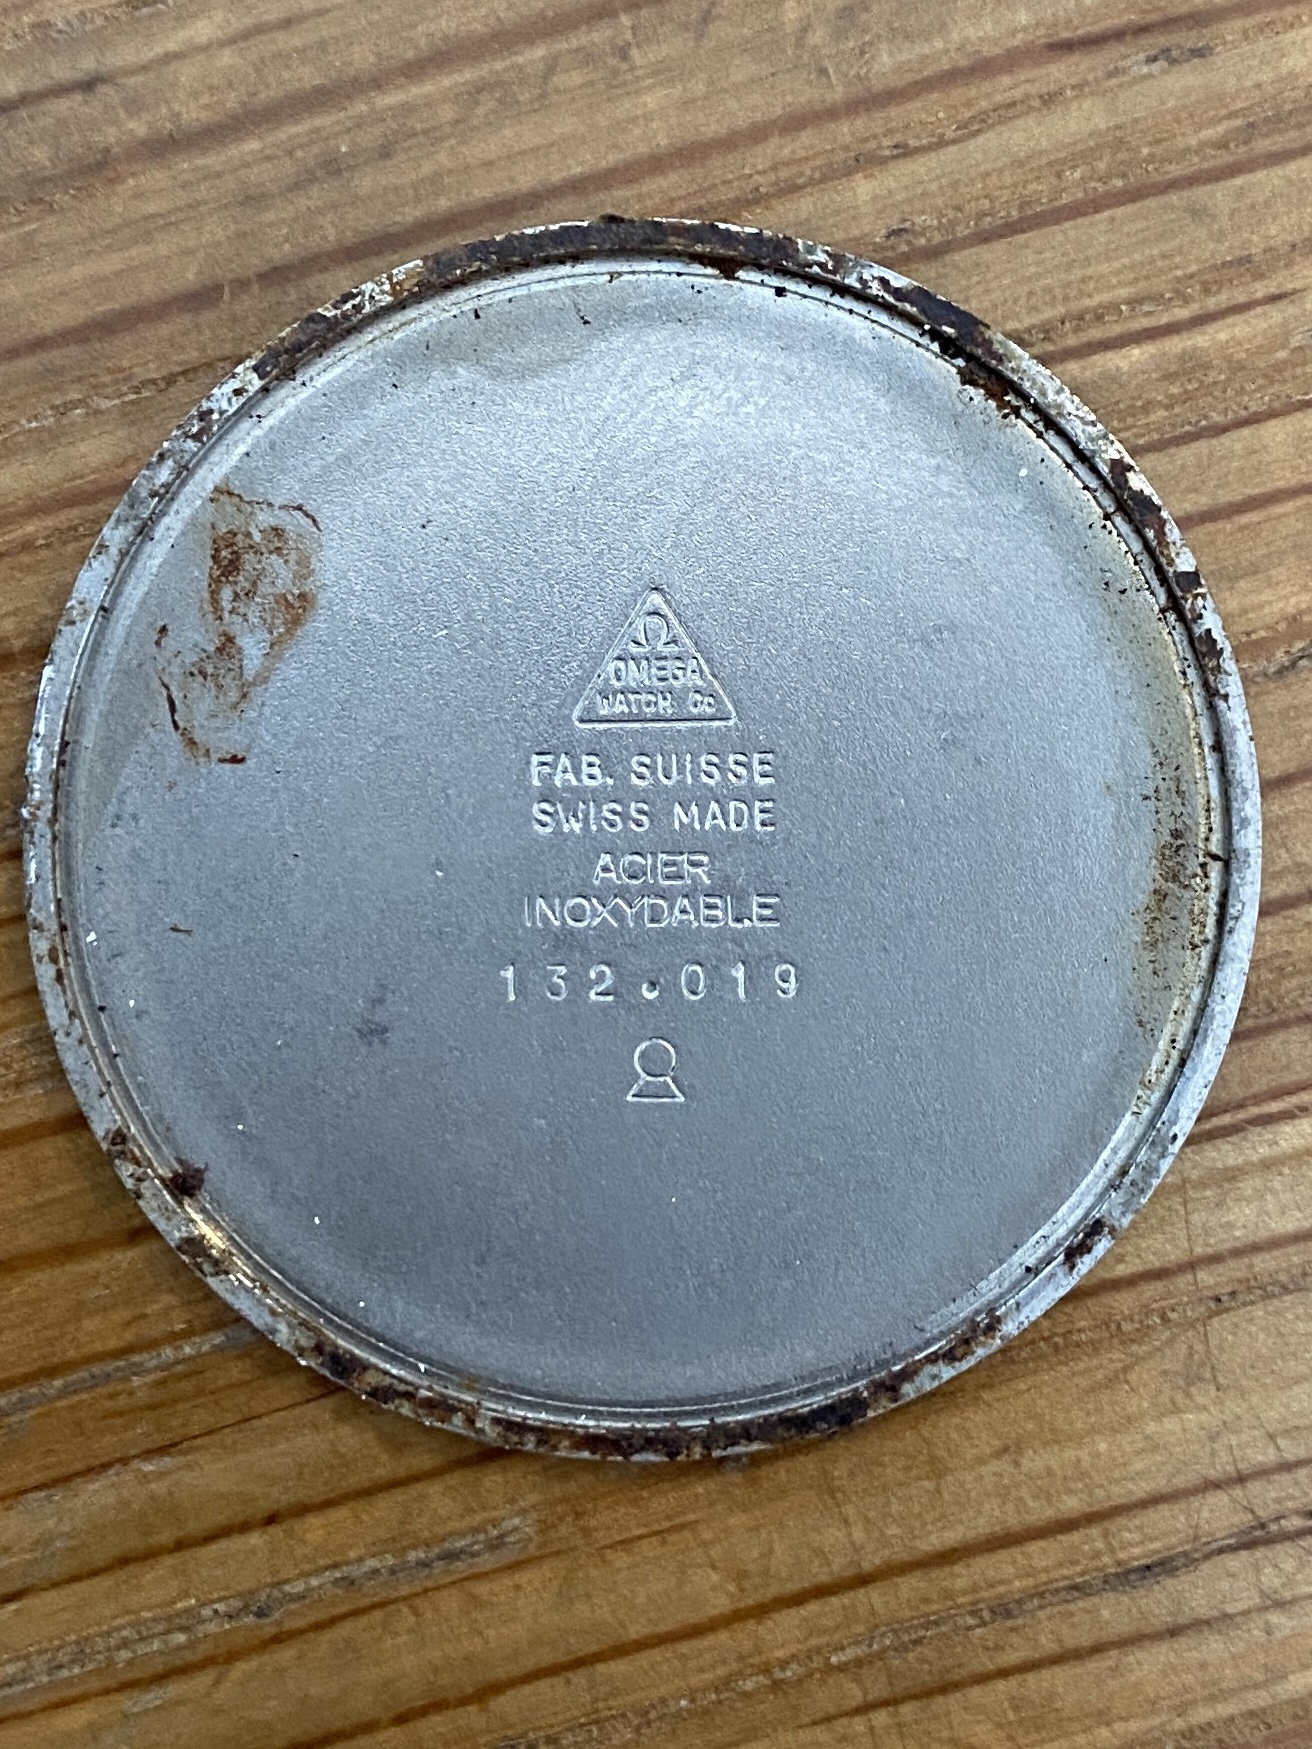 Ω
OMEGA
WATCH Co
FAB. SUISSE
SWISS MADE
ACIER
INOXYDABLE
132.019